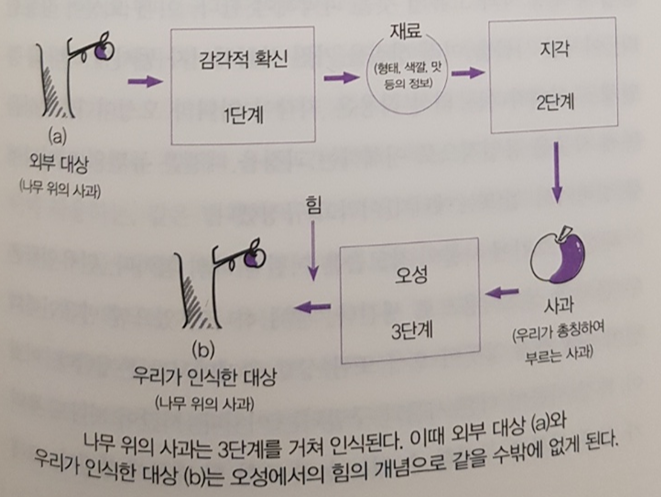 (a)
외부 대상
(나무 위의 사과)
감각적 확신
1단계
재료
(형태, 색깔, 맛
등의 정보)
지각
2단계
사과
(우리가 총칭하여
부르는 사과)
오성
3단계
힘
(b)
우리가 인식한 대상
(나무 위의 사과)
나무 위의 사과는 3단계를 거쳐 인식된다. 이때 외부 대상 (a)와
우리가 인식한 대상 (b)는 오성에서의 힘의 개념으로 같을 수밖에 없게 된다.